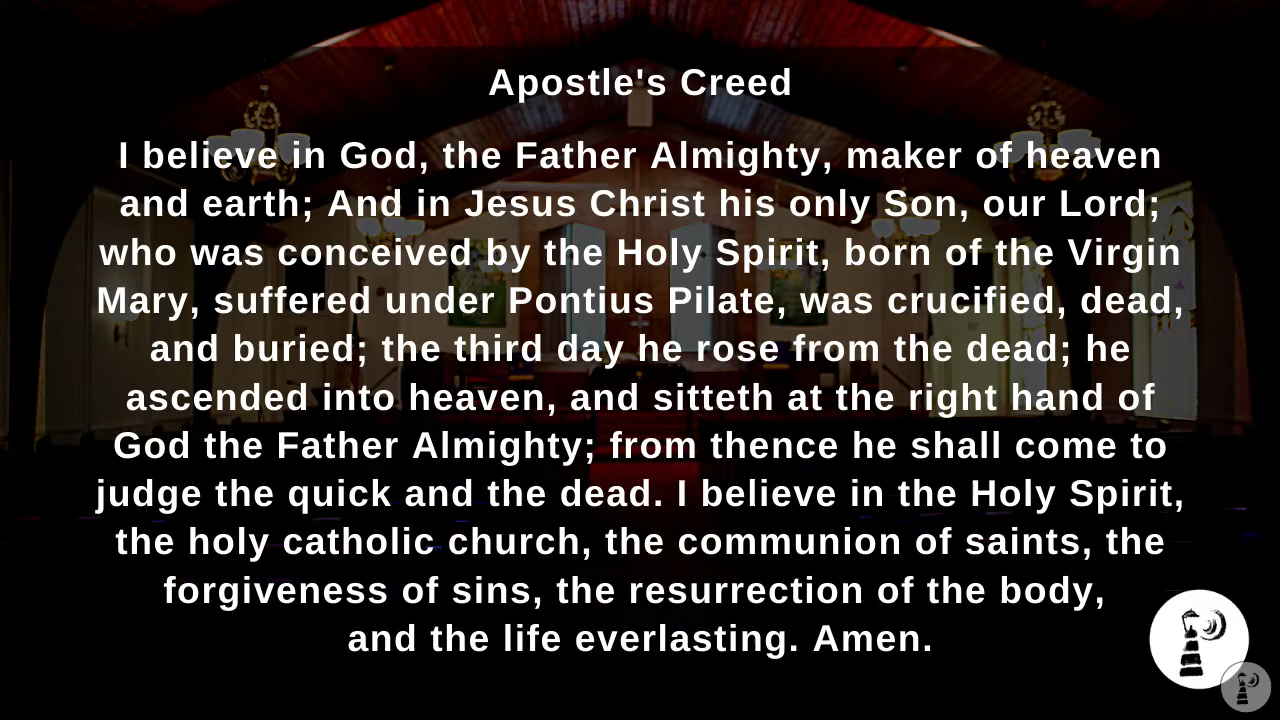 Apostle's Creed
I believe in God, the Father Almighty, maker of heaven
and earth; And in Jesus Christ his only Son, our Lord;
who was conceived by the Holy Spirit, born of the Virgin
Mary, suffered under Pontius Pilate, was crucified, dead,
and buried; the third day he rose from the dead; he
ascended into heaven, and sitteth at the right hand of
God the Father Almighty; from thence he shall come to
judge the quick and the dead. I believe in the Holy Spirit,
the holy catholic church, the communion of saints, the
forgiveness of sins, the resurrection of the body,
and the life everlasting. Amen.